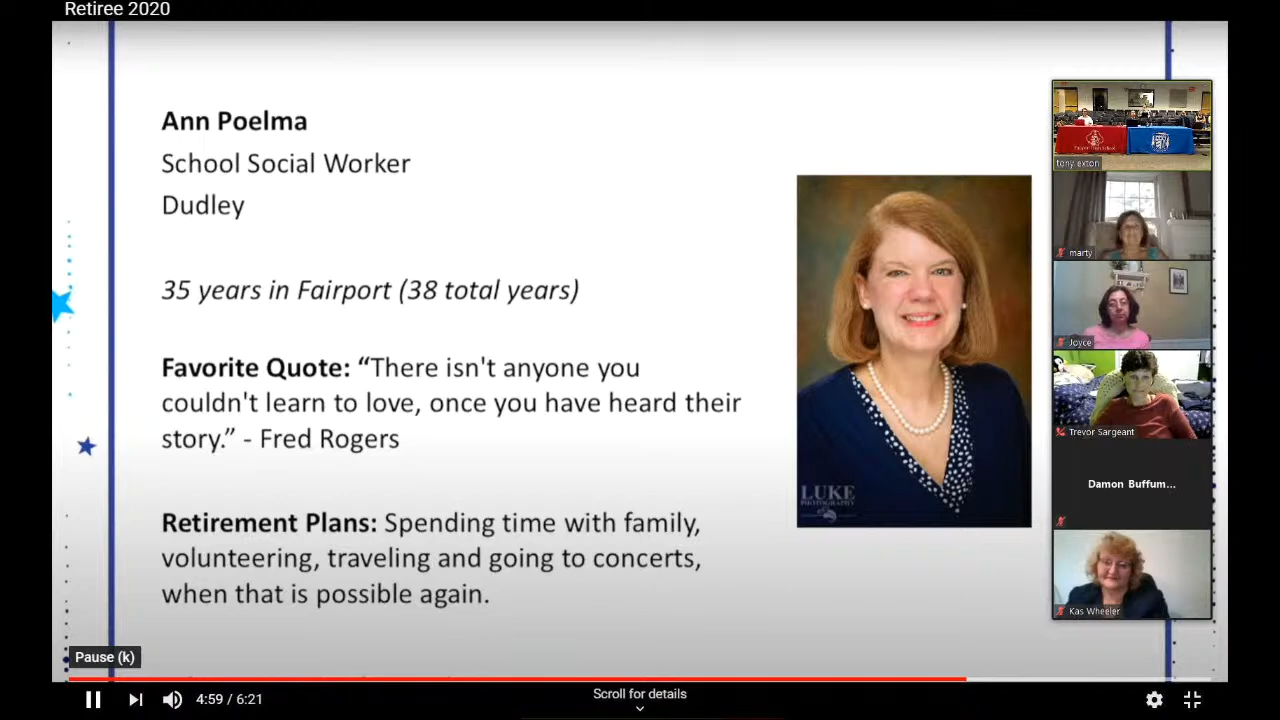 Retiree 2020
Ann Poelma
School Social Worker
Dudley
35 years in Fairport (38 total years)
Favorite Quote: “There isn't anyone you
couldn't learn to love, once you have heard their
story.” - Fred Rogers
Retirement Plans: Spending time with family,
volunteering, traveling and going to concerts,
when that is possible again.
LUKE
PHOTOGRAPHY
tony exton
marty
Joyce
Trevor Sargeant
Damon Buffum...
Kas Wheeler
Pause (k)
4:59 / 6:21
Scroll for details